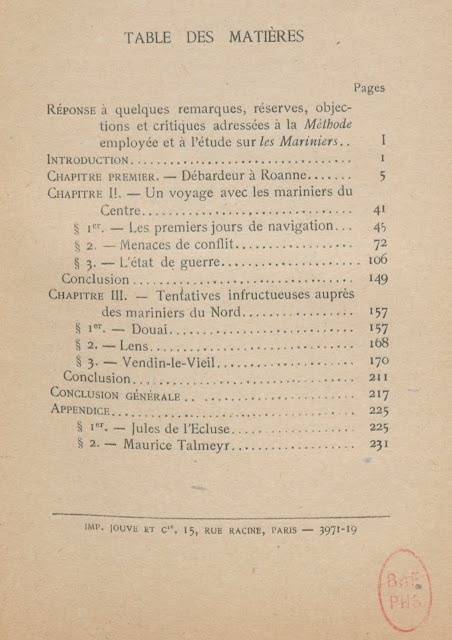 TABLE DES MATIÈRES
Pages
RÉPONSE à quelques remarques, réserves, objec-
tions et critiques adressées à la Méthode
employée et à l'étude sur les Mariniers.. I
INTRODUCTION................................ 1
CHAPITRE PREMIER. — Débardeur à Roanne....... 5
CHAPITRE II. — Un voyage avec les mariniers du
Centre.............................. 41
§ 1er. — Les premiers jours de navigation... 45
§ 2. — Menaces de conflit................ 72
§ 3. — L'état de guerre.................. 106
Conclusion................................ 149
CHAPITRE III. — Tentatives infructueuses auprès
des mariniers du Nord................ 157
§ 1er. — Douai............................ 157
§ 2. — Lens.............................. 168
§ 3. — Vendin-le-Vieil.................... 170
Conclusion................................ 211
CONCLUSION GÉNÉRALE.. .................... 217
APPENDICE................................ 225
§ 1er. — Jules de l'Ecluse................ 225
§ 2. — Maurice Talmeyr.................... 231
IMP. JOUVE ET Cie, 15, RUE RACINE, PARIS — 3971-19
PHS